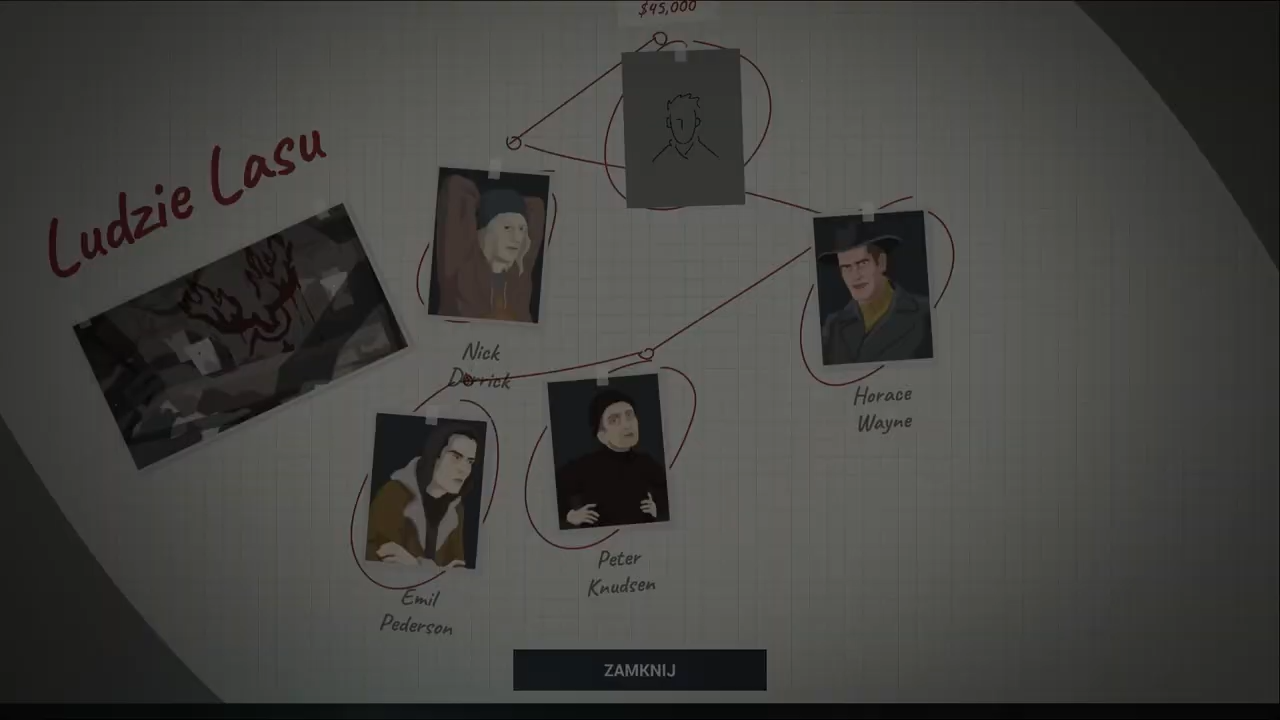 $45,000
Ludzie Lasu
Nick
Derrick
Horace
Wayne
Peter
Knudsen
Emil
Pederson
ZAMKNIJ